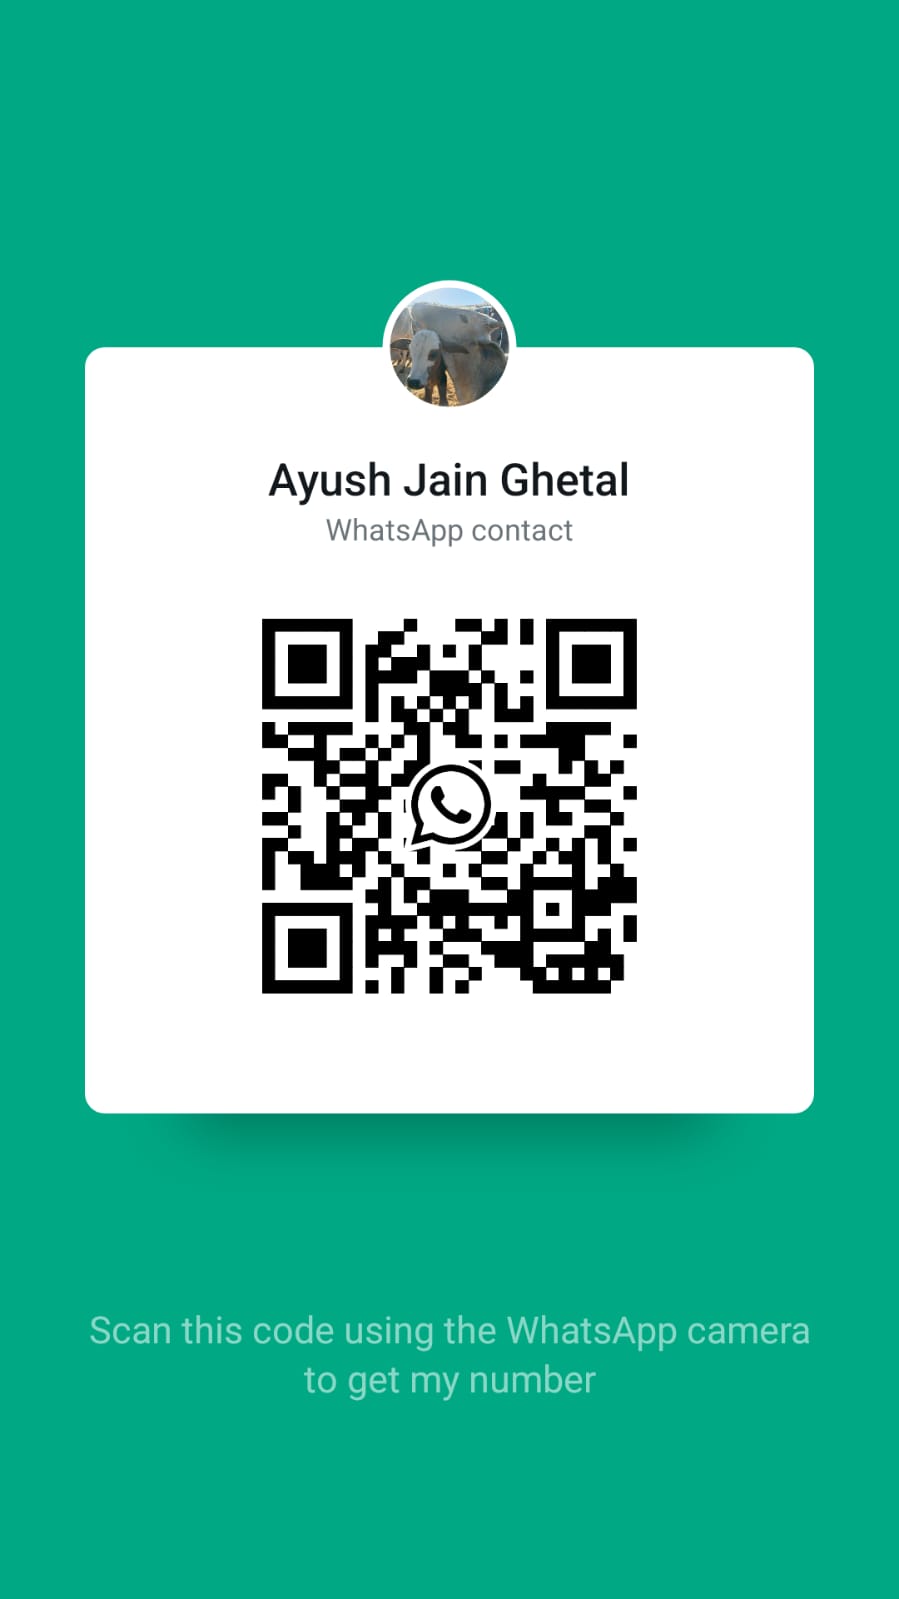 Ayush Jain Ghetal
WhatsApp contact
Scan this code using the WhatsApp camera
to get my number